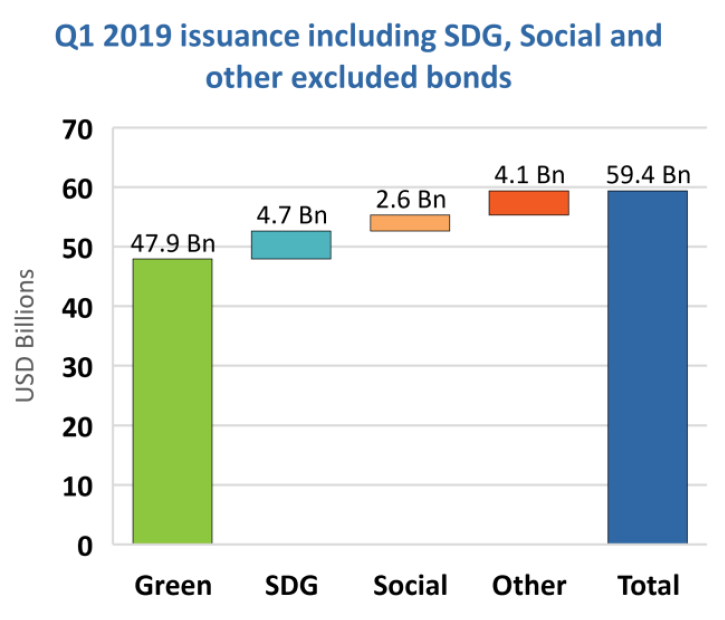 Q1 2019 issuance including SDG, Social and
other excluded bonds
USD Billions
70
60
50
40
30
20
10
0
47.9 Bn
4.7 Bn
2.6 Bn
4.1 Bn
59.4 Bn
Green
SDG
Social
Other
Total